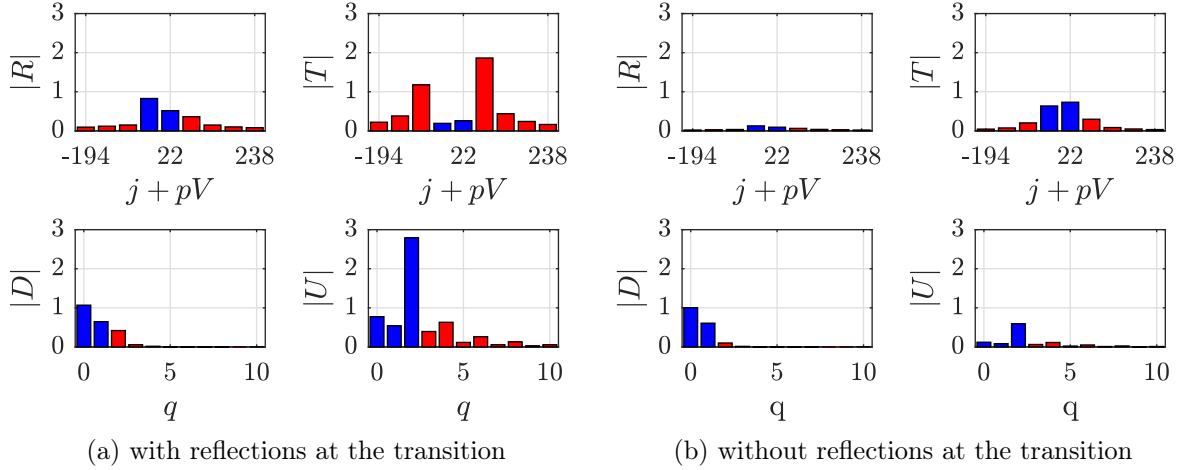 3 3 3 3
2 2 2 2
1 1 1 1
0 0 0 0
|R| |T| |R| |T|
-194 22 238 -194 22 238 -194 22 238 -194 22 238
j + pV j + pV j + pV j + pV
3 3 3 3
2 2 2 2
1 1 1 1
0 0 0 0
|D| |U| |D| |U|
0 5 10 0 5 10 0 5 10 0 5 10
q q q q
(a) with reflections at the transition (b) without reflections at the transition